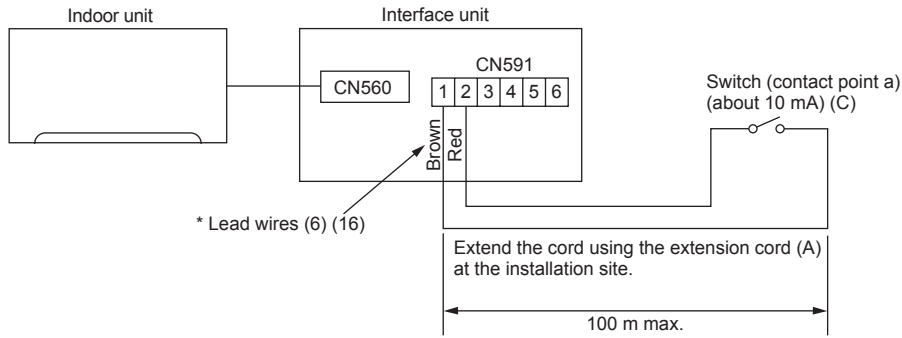 Indoor unit
Interface unit
CN560
CN591
1 2 3 4 5 6
Brown
Red
Switch (contact point a)
(about 10 mA) (C)
* Lead wires (6) (16)
Extend the cord using the extension cord (A)
at the installation site.
100 m max.